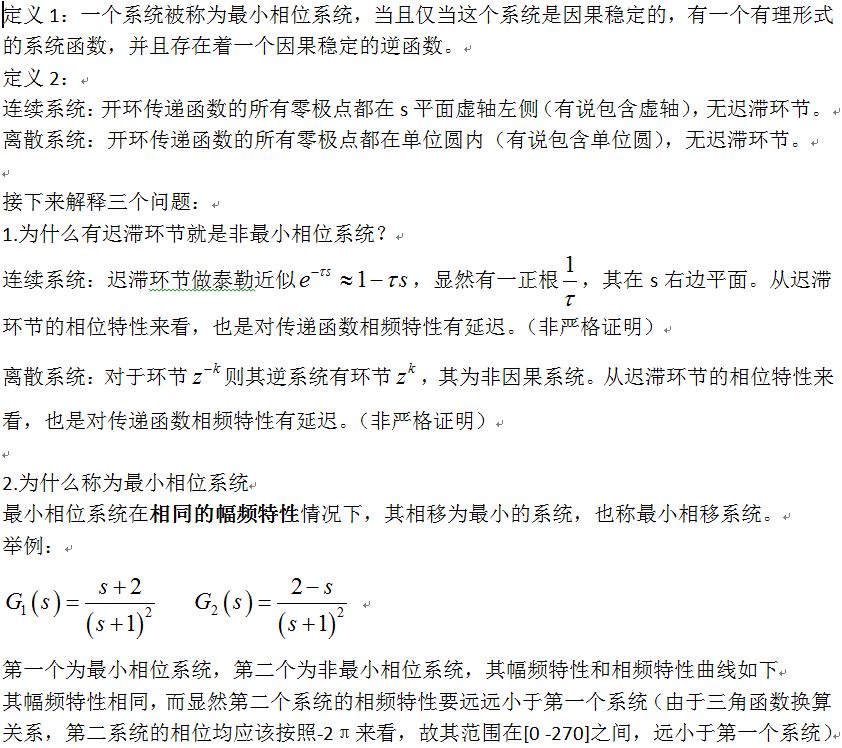 定义 1：一个系统被称为最小相位系统，当且仅当这个系统是因果稳定的，有一个有理形式
的系统函数，并且存在着一个因果稳定的逆函数。
定义 2：
连续系统：开环传递函数的所有零极点都在 s 平面虚轴左侧（有说包含虚轴），无迟滞环节。
离散系统：开环传递函数的所有零极点都在单位圆内（有说包含单位圆），无迟滞环节。
接下来解释三个问题：
1.为什么有迟滞环节就是非最小相位系统？
连续系统：迟滞环节做泰勒近似 e^{-τs} ≈ 1 − τs，显然有一正根 1/τ，其在 s 右边平面。从迟滞
环节的相位特性来看，也是对传递函数相频特性有延迟。（非严格证明）
离散系统：对于环节 z^{-k} 则其逆系统有环节 z^{k}，其为非因果系统。从迟滞环节的相位特性来
看，也是对传递函数相频特性有延迟。（非严格证明）
2.为什么称为最小相位系统
最小相位系统在相同的幅频特性情况下，其相移为最小的系统，也称最小相移系统。
举例：
G₁(s) = (s+2)/(s+1)²    G₂(s) = (2−s)/(s+1)²
第一个为最小相位系统，第二个为非最小相位系统，其幅频特性和相频特性曲线如下
其幅频特性相同，而显然第二个系统的相频特性要远远小于第一个系统（由于三角函数换算
关系，第二系统的相位均应该按照-2π来看，故其范围在[0 -270]之间，远小于第一个系统）